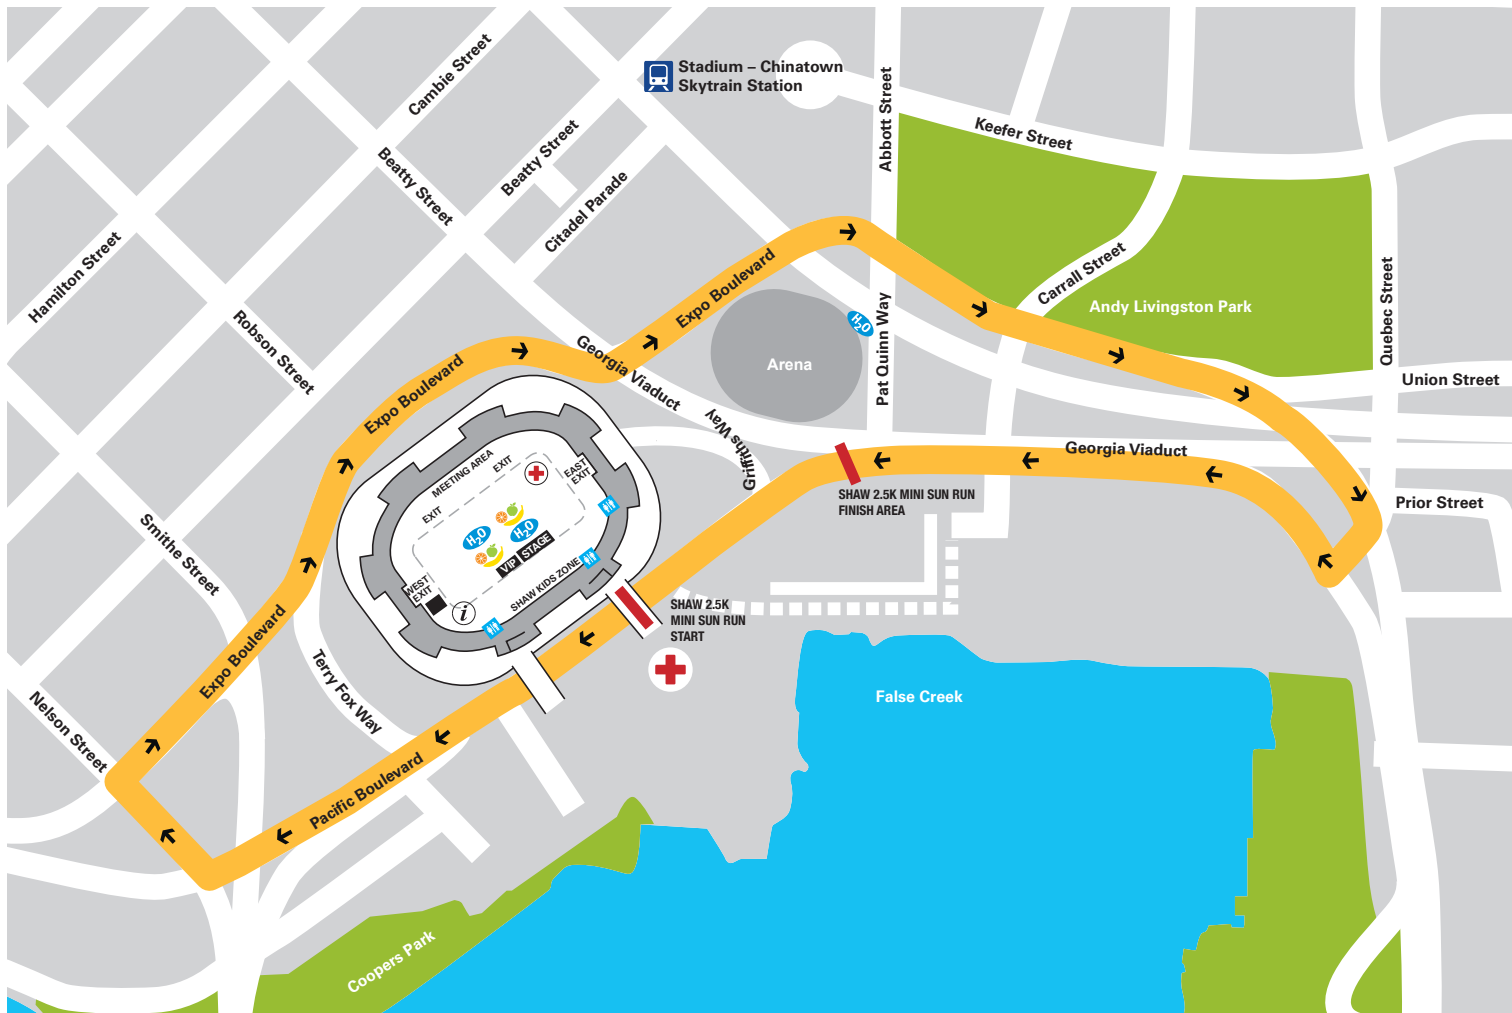 Stadium – Chinatown
Skytrain Station
Cambie Street
Beatty Street
Beatty Street
Citadel Parade
Abbott Street
Keefer Street
Hamilton Street
Robson Street
Carrall Street
Andy Livingston Park
Quebec Street
Expo Boulevard
H2O
Pat Quinn Way
Arena
Georgia Viaduct
Expo Boulevard
Union Street
Griffiths Way
Georgia Viaduct
MEETING AREA
EXIT
EAST
EXIT
EXIT
SHAW 2.5K MINI SUN RUN
FINISH AREA
Prior Street
Smithe Street
H2O
H2O
VIP
STAGE
WEST
EXIT
i
SHAW KIDS ZONE
SHAW 2.5K
MINI SUN RUN
START
Expo Boulevard
Terry Fox Way
False Creek
Nelson Street
Pacific Boulevard
Coopers Park